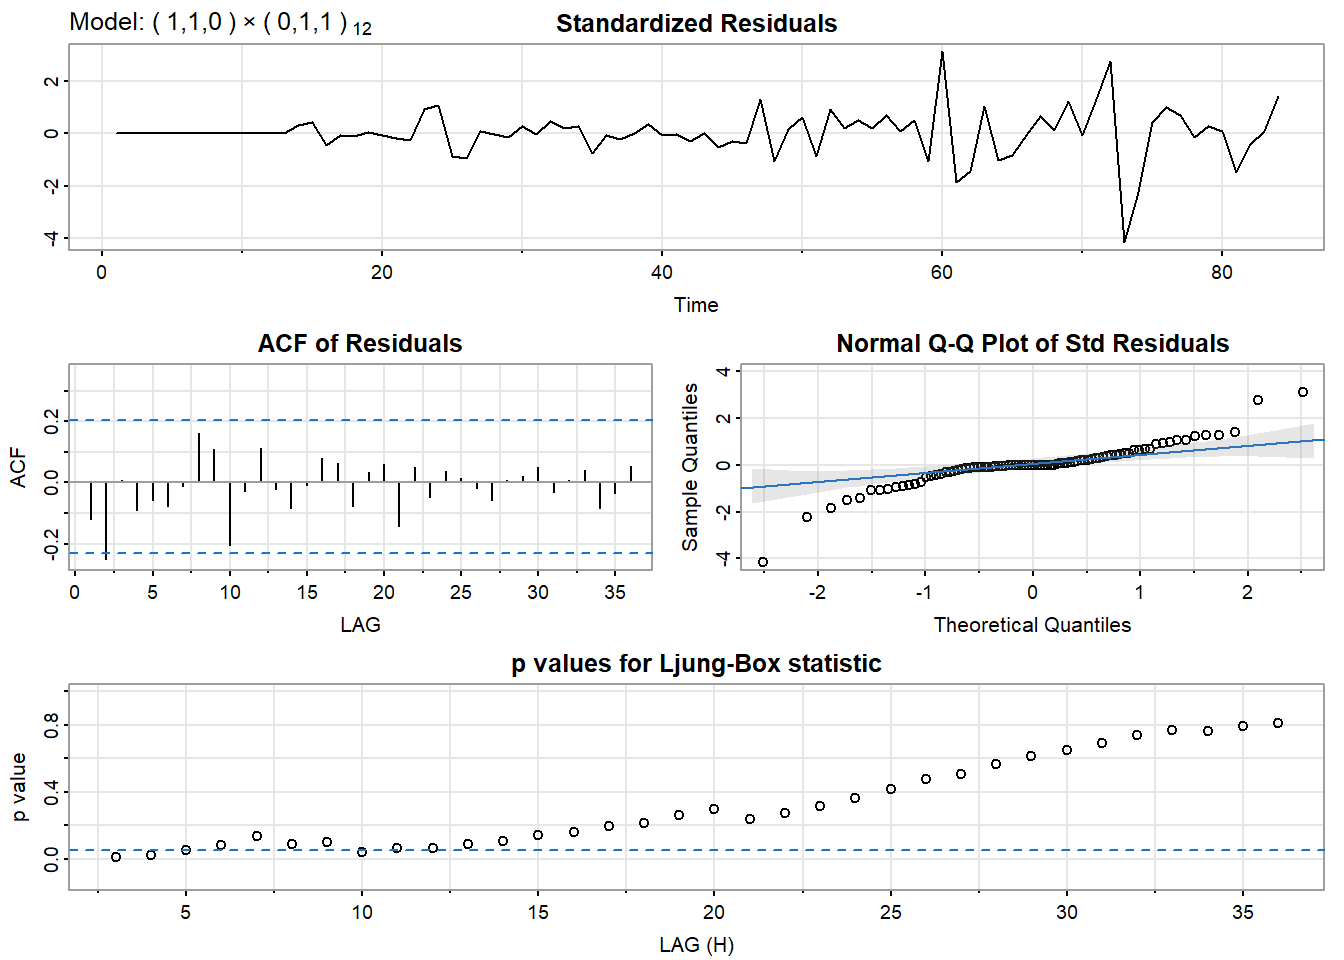 Model: ( 1,1,0 ) × ( 0,1,1 ) 12
Standardized Residuals
2
0
-2
-4
0 20 40 60 80
Time
ACF of Residuals
ACF
0.2
0.0
-0.2
0 5 10 15 20 25 30 35
LAG
Normal Q-Q Plot of Std Residuals
Sample Quantiles
4
2
0
-2
-4
-2 -1 0 1 2
Theoretical Quantiles
p values for Ljung-Box statistic
p value
0.8
0.4
0.0
5 10 15 20 25 30 35
LAG (H)